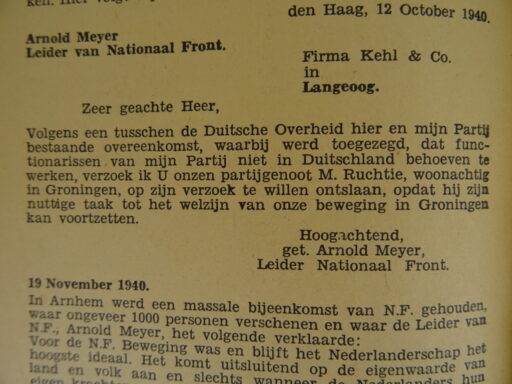 ken. Hier
den Haag, 12 October 1940.
Arnold Meyer
Leider van Nationaal Front.
Firma Kehl & Co.
in
Langeoog.
Zeer geachte Heer,
Volgens een tusschen de Duitsche Overheid hier en mijn Partij
bestaande overeenkomst, waarbij werd toegezegd, dat func-
tionarissen van mijn Partij niet in Duitschland behoeven te
werken, verzoek ik U onzen partijgenoot M. Ruchtie, woonachtig
in Groningen, op zijn verzoek te willen ontslaan, opdat hij zijn
nuttige taak tot het welzijn van onze beweging in Groningen
kan voortzetten.
Hoogachtend,
get. Arnold Meyer,
Leider Nationaal Front.
19 November 1940.
In Arnhem werd een massale bijeenkomst van N.F. gehouden,
waar ongeveer 1000 personen verschenen en waar de Leider van
N.F., Arnold Meyer, het volgende verklaarde:
Voor de N.F. Beweging was en blijft het Nederlanderschap het
hoogste ideaal. Het komt uitsluitend op de eigenwaarde van
land en volk aan en slechts wanneer de Nederlanders hun